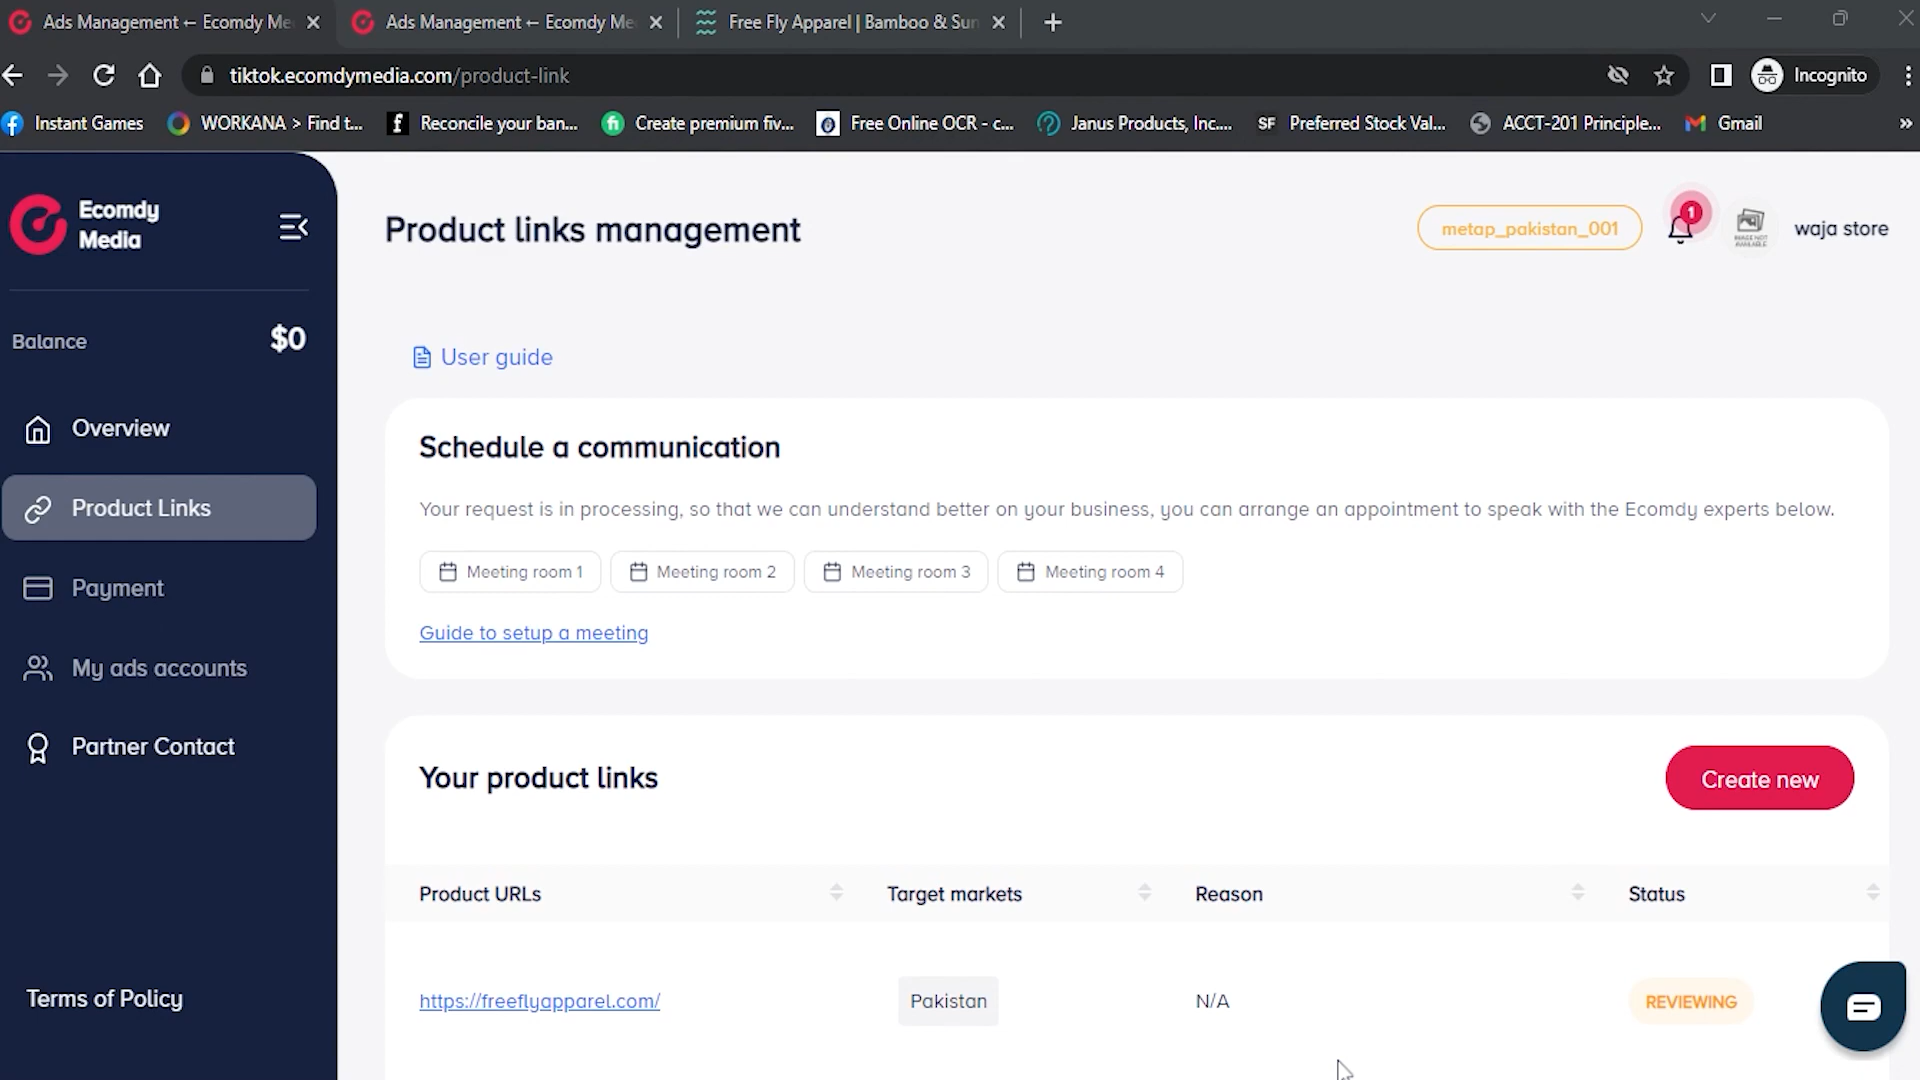 Ads Management ← Ecomdy Me
Ads Management ← Ecomdy Me
Free Fly Apparel | Bamboo & Sun
tiktok.ecomdymedia.com/product-link
Incognito
Instant Games
WORKANA > Find t...
Reconcile your ban...
Create premium fiv...
Free Online OCR - c...
Janus Products, Inc....
SF Preferred Stock Val...
ACCT-201 Principle...
Gmail
»
Ecomdy
Media
Product links management
metap_pakistan_001
1
IMAGE NOT
AVAILABLE
waja store
Balance
$0
User guide
Overview
Product Links
Payment
My ads accounts
Partner Contact
Terms of Policy
Schedule a communication
Your request is in processing, so that we can understand better on your business, you can arrange an appointment to speak with the Ecomdy experts below.
Meeting room 1
Meeting room 2
Meeting room 3
Meeting room 4
Guide to setup a meeting
Your product links
Create new
Product URLs
Target markets
Reason
Status
https://freeflyapparel.com/
Pakistan
N/A
REVIEWING